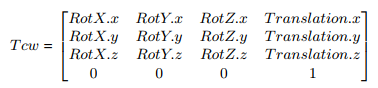 RotX.x RotY.x RotZ.x Translation.x
RotX.y RotY.y RotZ.y Translation.y
Tcw =
RotX.z RotY.z RotZ.z Translation.z
0 0 0 1